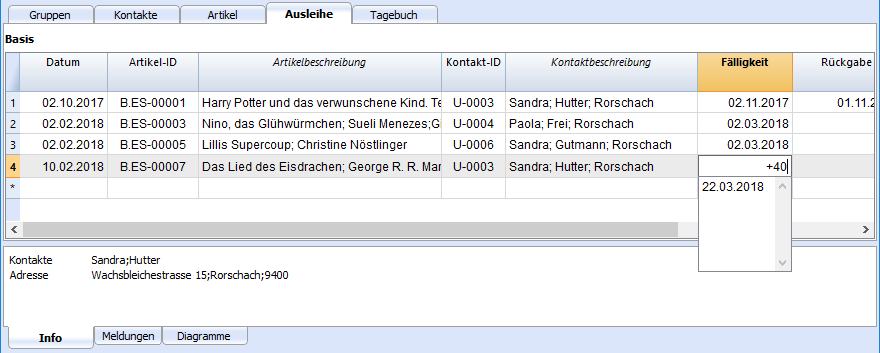 Gruppen Kontakte Artikel Ausleihe Tagebuch
Basis
Datum Artikel-ID Artikelbeschreibung Kontakt-ID Kontaktbeschreibung Fälligkeit Rückgabe
1 02.10.2017 B.ES-00001 Harry Potter und das verwunschene Kind. Te U-0003 Sandra; Hutter; Rorschach 02.11.2017 01.11.2
2 02.02.2018 B.ES-00003 Nino, das Glühwürmchen; Sueli Menezes;G U-0004 Paola; Frei; Rorschach 02.03.2018
3 02.02.2018 B.ES-00005 Lillis Supercoup; Christine Nöstlinger U-0006 Sandra; Gutmann; Rorschach 02.03.2018
4 10.02.2018 B.ES-00007 Das Lied des Eisdrachen; George R. R. Mar U-0003 Sandra; Hutter; Rorschach +40
* 22.03.2018
Kontakte Sandra;Hutter
Adresse Wachsbleichestrasse 15;Rorschach;9400
Info Meldungen Diagramme